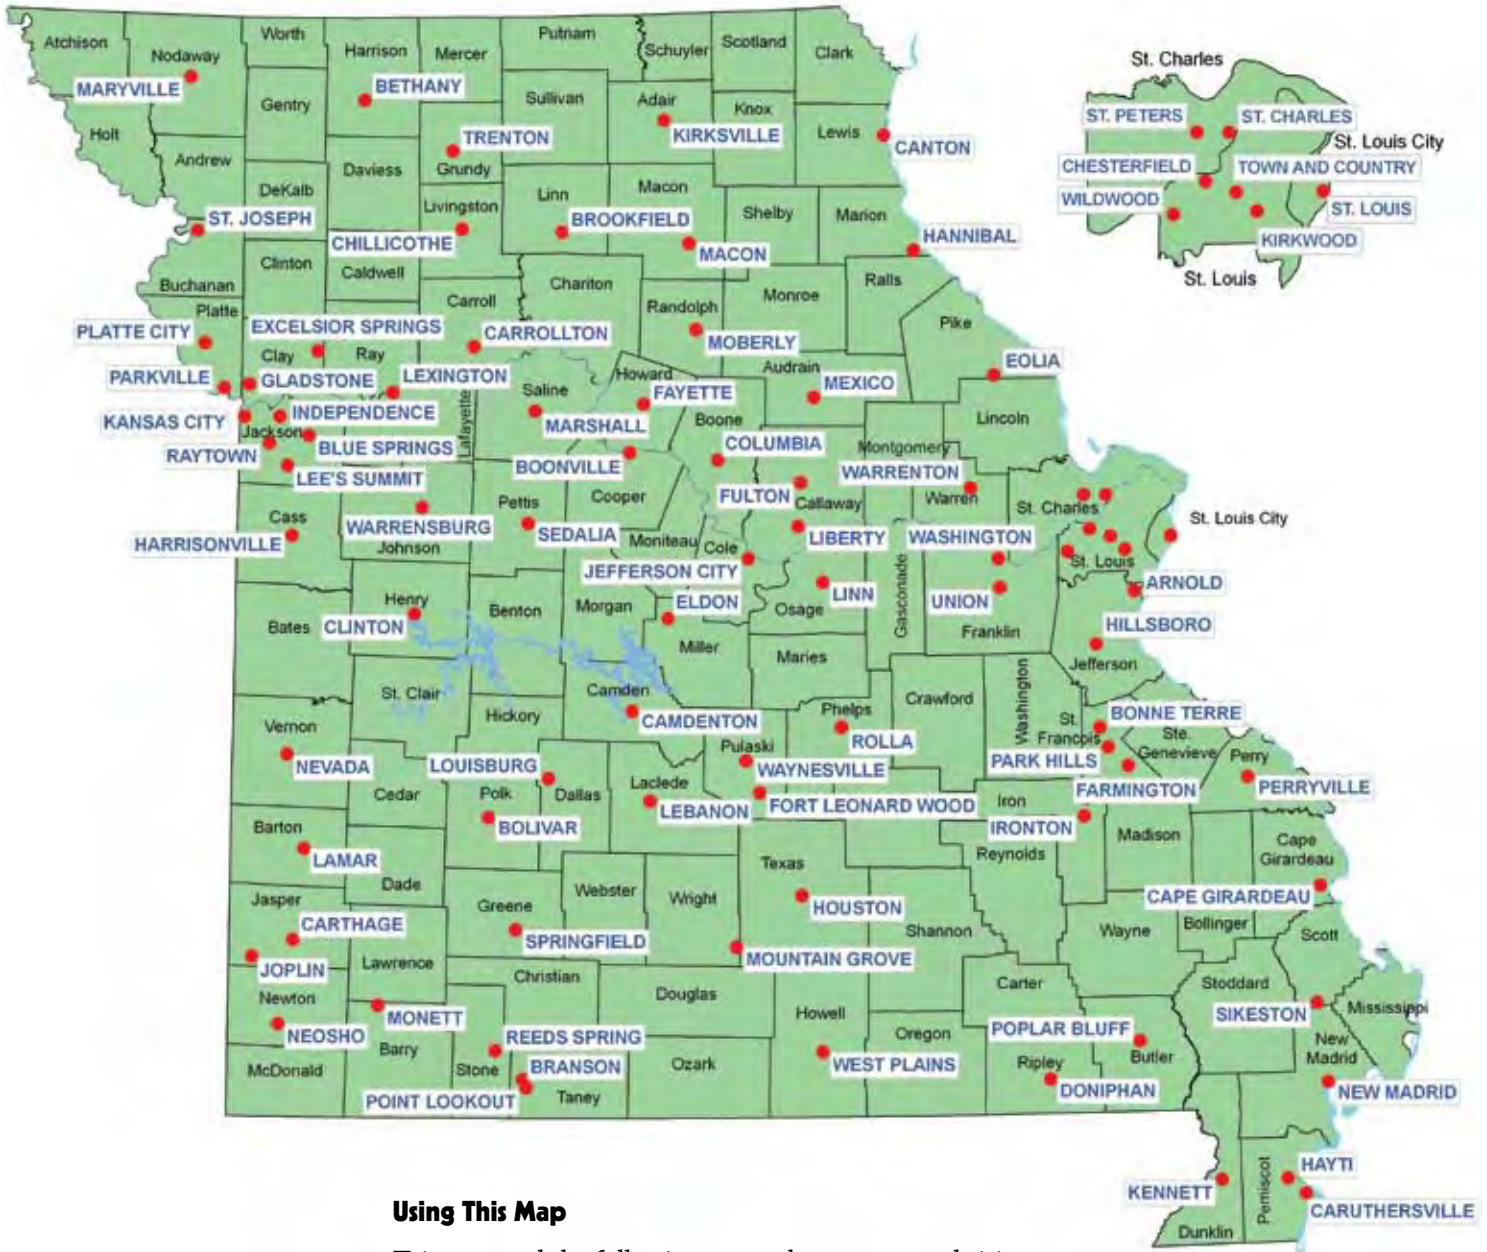 Atchison
Nodaway
Worth
Harrison
Mercer
Putnam
Schuyler
Scotland
Clark
St. Charles
MARYVILLE
BETHANY
Gentry
Sullivan
Adair
Knox
Holt
TRENTON
KIRKSVILLE
Lewis
CANTON
ST. PETERS
ST. CHARLES
St. Louis City
Andrew
Daviess
Grundy
CHESTERFIELD
TOWN AND COUNTRY
DeKalb
Linn
Macon
WILDWOOD
ST. LOUIS
ST. JOSEPH
Livingston
BROOKFIELD
Shelby
Marion
HANNIBAL
KIRKWOOD
CHILLICOTHE
MACON
St. Louis
Clinton
Caldwell
Buchanan
Chariton
Monroe
Ralls
Platte
Carroll
Randolph
Pike
PLATTE CITY
EXCELSIOR SPRINGS
CARROLLTON
MOBERLY
Clay
Ray
Audrain
EOLIA
PARKVILLE
GLADSTONE
LEXINGTON
Saline
Howard
FAYETTE
MEXICO
KANSAS CITY
INDEPENDENCE
Lafayette
Jackson
MARSHALL
Boone
Lincoln
RAYTOWN
BLUE SPRINGS
COLUMBIA
Montgomery
LEE'S SUMMIT
BOONVILLE
WARRENTON
FULTON
Cooper
Callaway
Warren
Pettis
St. Charles
Cass
WARRENSBURG
SEDALIA
St. Louis City
HARRISONVILLE
Johnson
Moniteau
Cole
LIBERTY
WASHINGTON
JEFFERSON CITY
St. Louis
Henry
Benton
Morgan
ELDON
LINN
Osage
Gasconade
UNION
ARNOLD
Bates
CLINTON
Franklin
HILLSBORO
Miller
Maries
Jefferson
St. Clair
Camden
Crawford
Washington
Hickory
CAMDENTON
Phelps
BONNE TERRE
Vernon
Pulaski
ROLLA
St.
Francois
Ste.
Genevieve
Perry
NEVADA
LOUISBURG
WAYNESVILLE
PARK HILLS
Cedar
Polk
Dallas
Laclede
FARMINGTON
PERRYVILLE
LEBANON
FORT LEONARD WOOD
Iron
Barton
BOLIVAR
IRONTON
Madison
Cape
Girardeau
LAMAR
Texas
Reynolds
Dade
Webster
Wright
CAPE GIRARDEAU
Jasper
Greene
HOUSTON
CARTHAGE
SPRINGFIELD
Shannon
Wayne
Bollinger
Scott
JOPLIN
Lawrence
MOUNTAIN GROVE
Christian
Carter
Stoddard
Newton
Douglas
Howell
Mississippi
NEOSHO
MONETT
REEDS SPRING
Oregon
POPLAR BLUFF
SIKESTON
Barry
New
Madrid
McDonald
Stone
BRANSON
Ozark
WEST PLAINS
Ripley
Butler
POINT LOOKOUT
Taney
DONIPHAN
NEW MADRID
HAYTI
KENNETT
Pemiscot
CARUTHERSVILLE
Dunklin
Using This Map